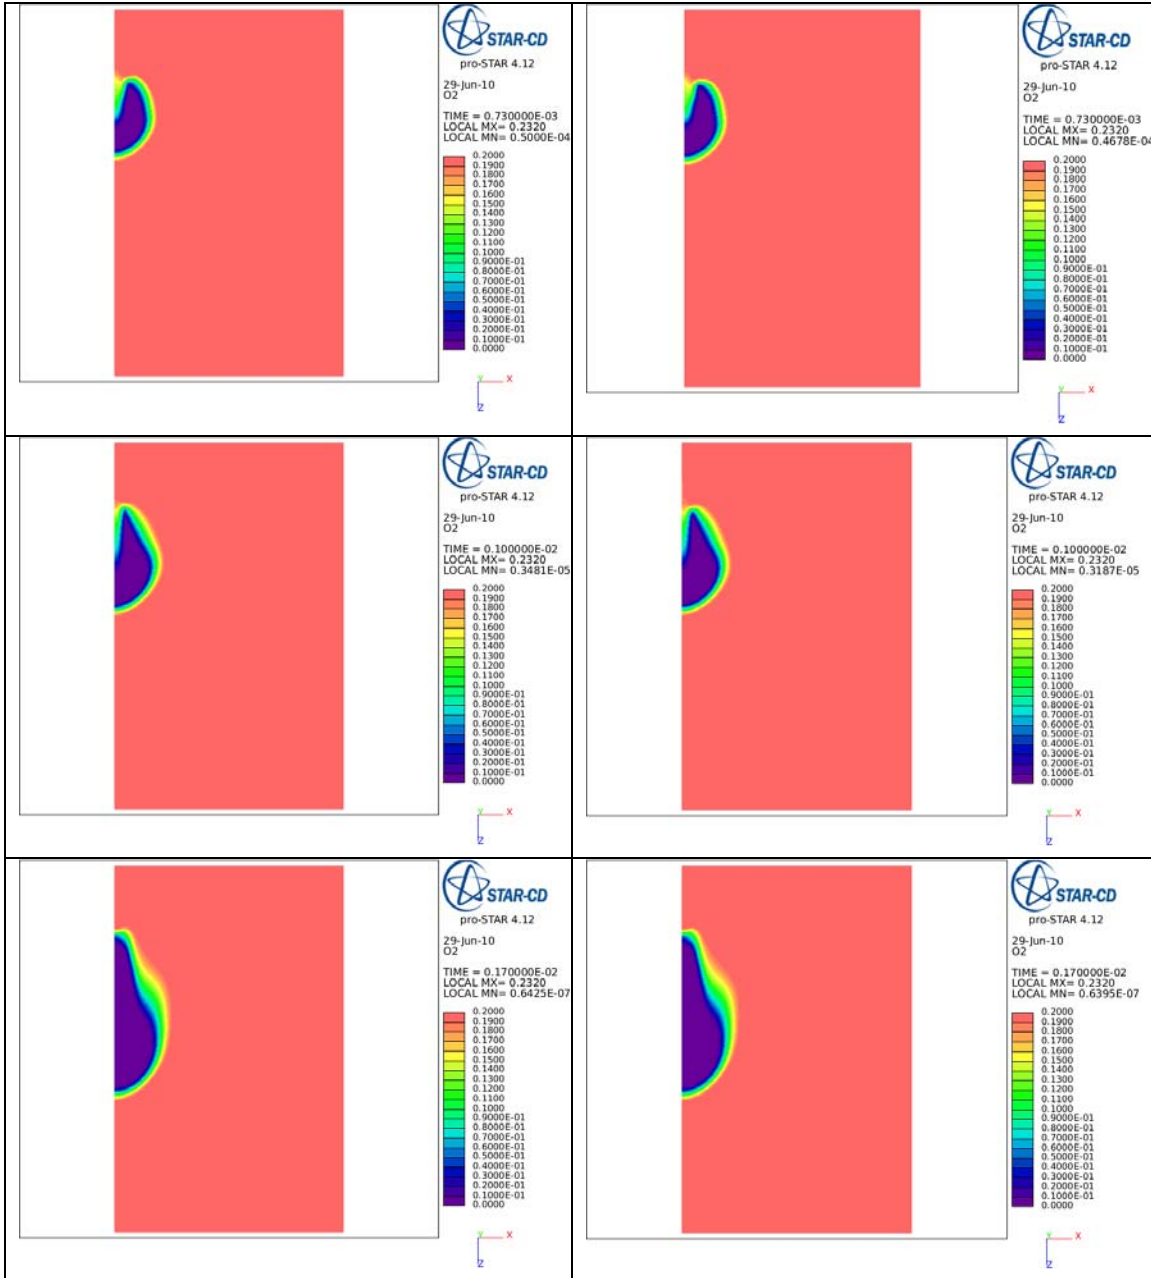 STAR-CD
pro-STAR 4.12
29-Jun-10
O2
TIME = 0.730000E-03
LOCAL MX= 0.2320
LOCAL MN= 0.5000E-04
0.2000
0.1900
0.1800
0.1700
0.1600
0.1500
0.1400
0.1300
0.1200
0.1100
0.1000
0.9000E-01
0.8000E-01
0.7000E-01
0.6000E-01
0.5000E-01
0.4000E-01
0.3000E-01
0.2000E-01
0.1000E-01
0.0000
Y X
Z
STAR-CD
pro-STAR 4.12
29-Jun-10
O2
TIME = 0.730000E-03
LOCAL MX= 0.2320
LOCAL MN= 0.4678E-04
0.2000
0.1900
0.1800
0.1700
0.1600
0.1500
0.1400
0.1300
0.1200
0.1100
0.1000
0.9000E-01
0.8000E-01
0.7000E-01
0.6000E-01
0.5000E-01
0.4000E-01
0.3000E-01
0.2000E-01
0.1000E-01
0.0000
Y X
Z
STAR-CD
pro-STAR 4.12
29-Jun-10
O2
TIME = 0.100000E-02
LOCAL MX= 0.2320
LOCAL MN= 0.3481E-05
0.2000
0.1900
0.1800
0.1700
0.1600
0.1500
0.1400
0.1300
0.1200
0.1100
0.1000
0.9000E-01
0.8000E-01
0.7000E-01
0.6000E-01
0.5000E-01
0.4000E-01
0.3000E-01
0.2000E-01
0.1000E-01
0.0000
Y X
Z
STAR-CD
pro-STAR 4.12
29-Jun-10
O2
TIME = 0.100000E-02
LOCAL MX= 0.2320
LOCAL MN= 0.3187E-05
0.2000
0.1900
0.1800
0.1700
0.1600
0.1500
0.1400
0.1300
0.1200
0.1100
0.1000
0.9000E-01
0.8000E-01
0.7000E-01
0.6000E-01
0.5000E-01
0.4000E-01
0.3000E-01
0.2000E-01
0.1000E-01
0.0000
Y X
Z
STAR-CD
pro-STAR 4.12
29-Jun-10
O2
TIME = 0.170000E-02
LOCAL MX= 0.2320
LOCAL MN= 0.6425E-07
0.2000
0.1900
0.1800
0.1700
0.1600
0.1500
0.1400
0.1300
0.1200
0.1100
0.1000
0.9000E-01
0.8000E-01
0.7000E-01
0.6000E-01
0.5000E-01
0.4000E-01
0.3000E-01
0.2000E-01
0.1000E-01
0.0000
Y X
Z
STAR-CD
pro-STAR 4.12
29-Jun-10
O2
TIME = 0.170000E-02
LOCAL MX= 0.2320
LOCAL MN= 0.6395E-07
0.2000
0.1900
0.1800
0.1700
0.1600
0.1500
0.1400
0.1300
0.1200
0.1100
0.1000
0.9000E-01
0.8000E-01
0.7000E-01
0.6000E-01
0.5000E-01
0.4000E-01
0.3000E-01
0.2000E-01
0.1000E-01
0.0000
Y X
Z